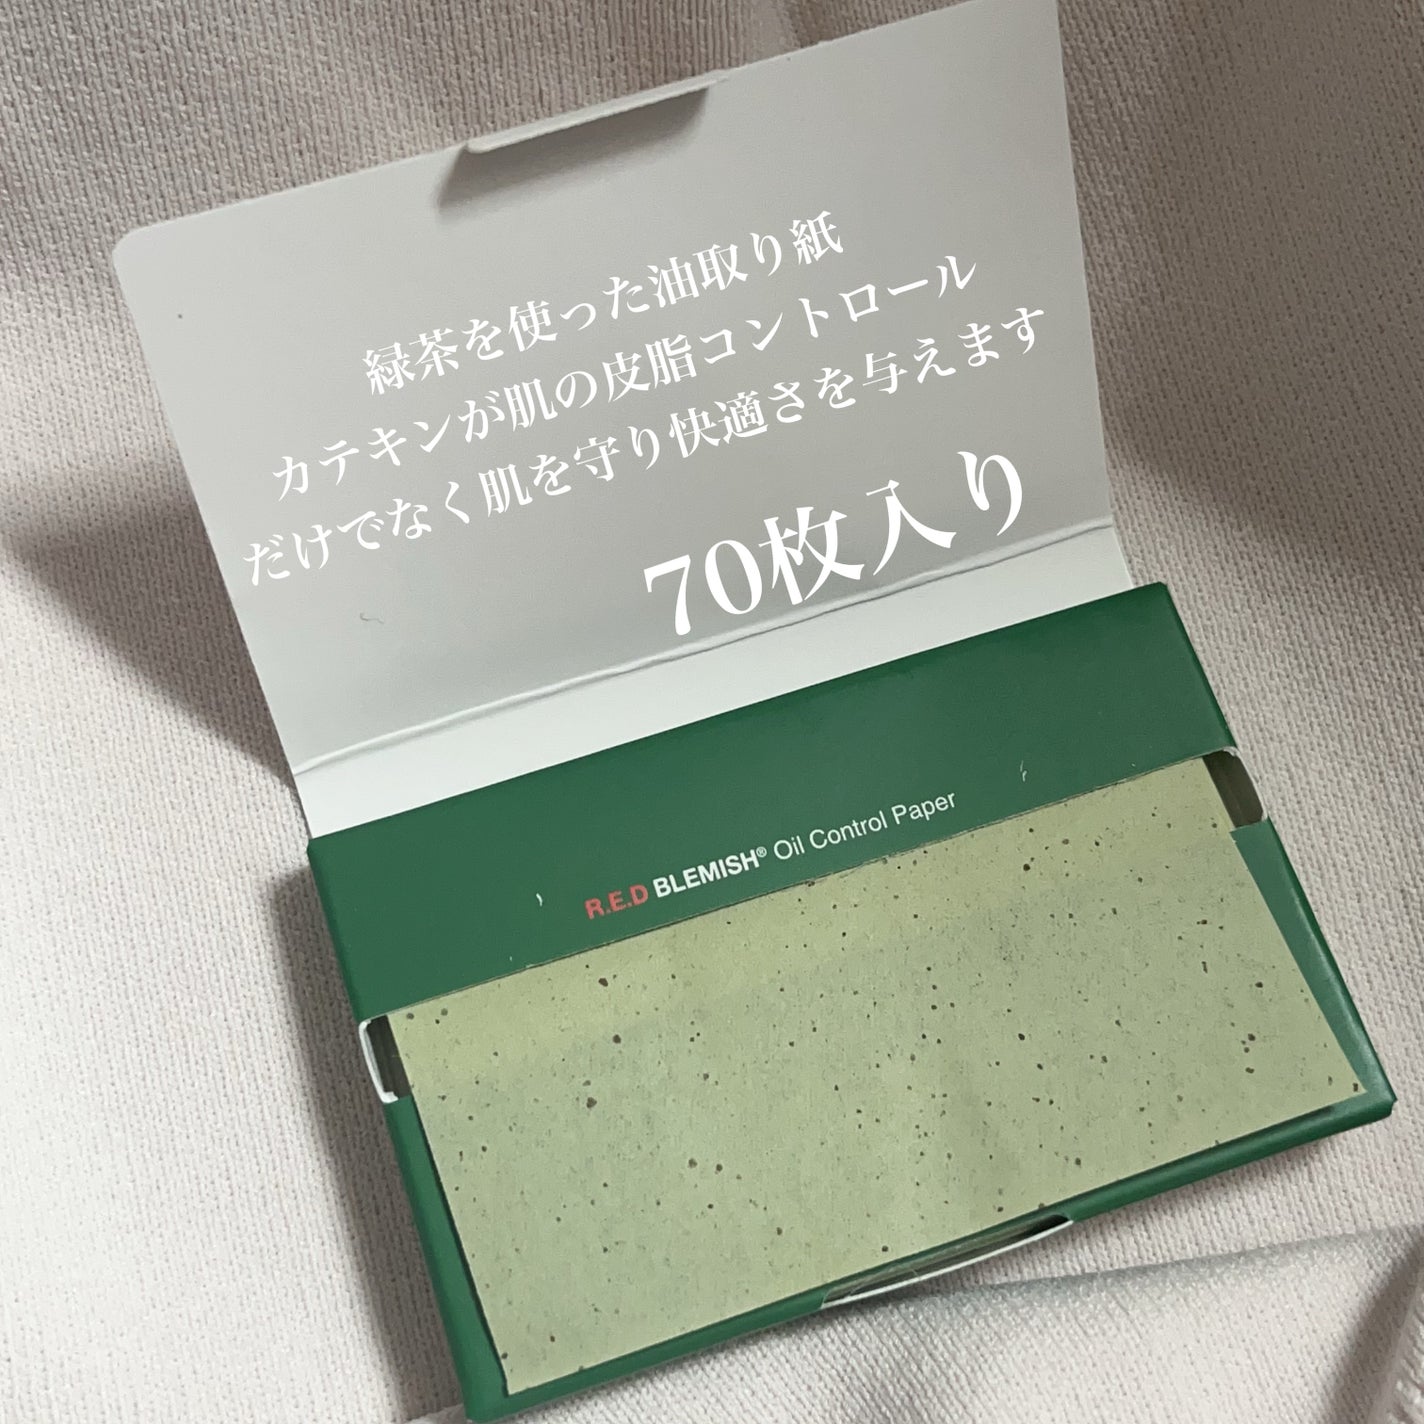 緑茶を使った油取り紙
カテキンが肌の皮脂コントロール
だけでなく肌を守り快適さを与えます
70枚入り
R.E.D BLEMISH® Oil Control Paper